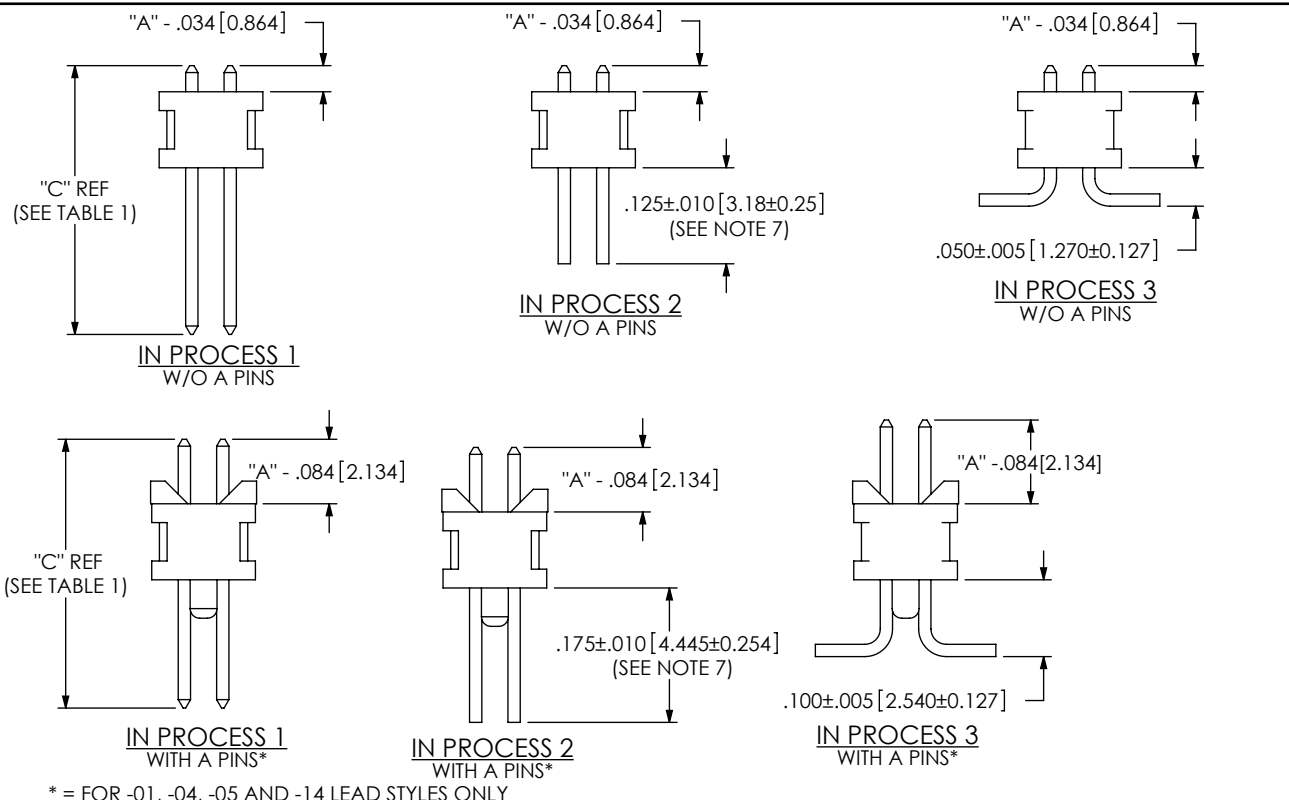 "A" - .034 [0.864]
"A" - .034 [0.864]
"A" - .034 [0.864]
"C" REF
(SEE TABLE 1)
.125±.010 [3.18±0.25]
(SEE NOTE 7)
.050±.005 [1.270±0.127]
IN PROCESS 1
W/O A PINS
IN PROCESS 2
W/O A PINS
IN PROCESS 3
W/O A PINS
"A" - .084 [2.134]
"A" - .084 [2.134]
"A" -.084[2.134]
"C" REF
(SEE TABLE 1)
.175±.010 [4.445±0.254]
(SEE NOTE 7)
.100±.005 [2.540±0.127]
IN PROCESS 1
WITH A PINS*
IN PROCESS 2
WITH A PINS*
IN PROCESS 3
WITH A PINS*
* = FOR -01, -04, -05 AND -14 LEAD STYLES ONLY